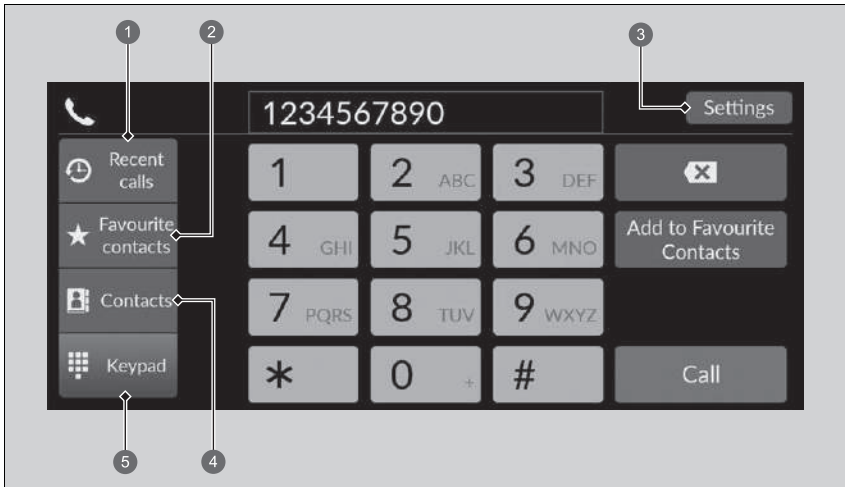 1 2 3
1234567890 Settings
Recent
calls
1 2 ABC 3 DEF
Favourite
contacts
4 GHI 5 JKL 6 MNO
Add to Favourite
Contacts
Contacts
7 PQRS 8 TUV 9 WXYZ
Keypad
* 0 + # Call
5 4